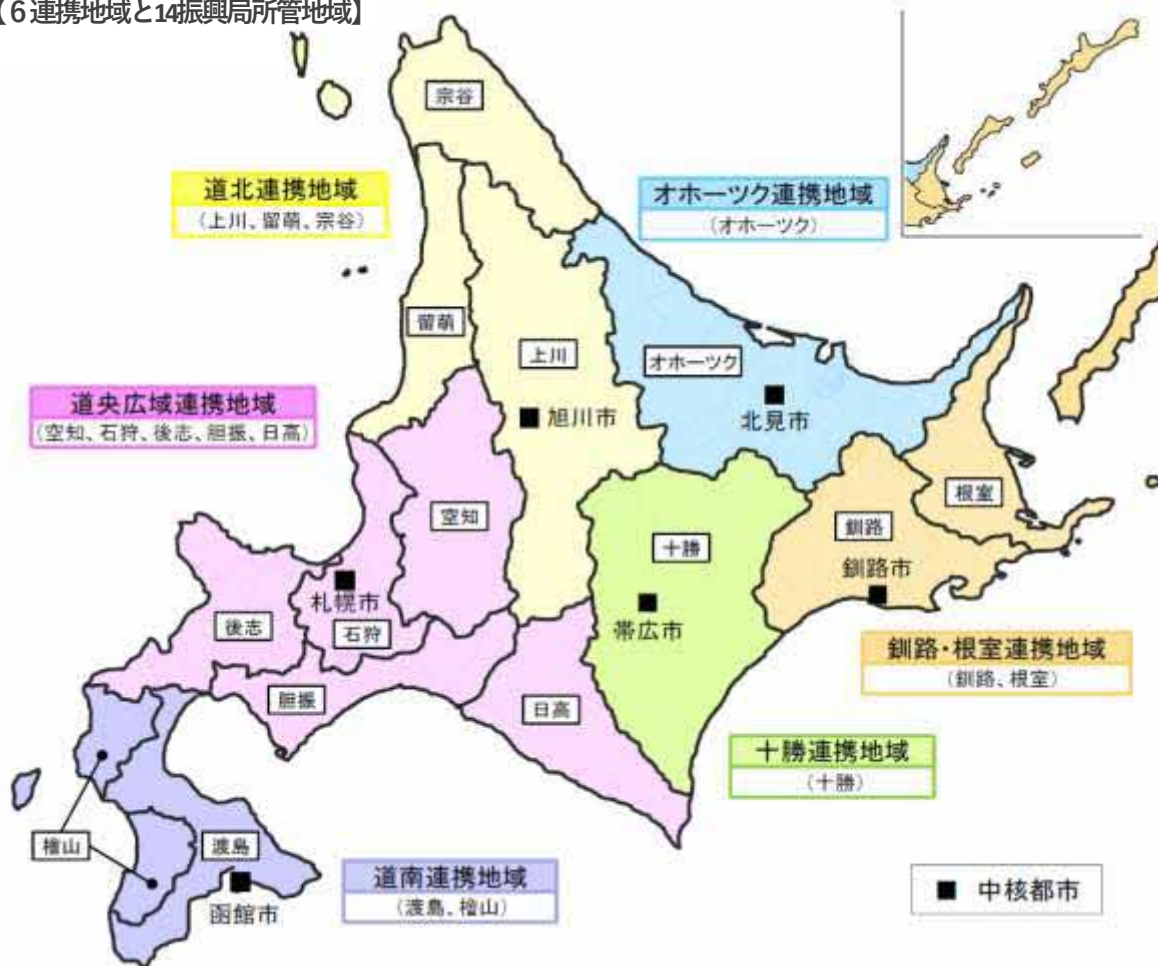 【6連携地域と14振興局所管地域】
宗谷
道北連携地域
(上川、留萌、宗谷)
オホーツク連携地域
(オホーツク)
留萌
上川
オホーツク
道央広域連携地域
(空知、石狩、後志、胆振、日高)
■ 旭川市
■
北見市
空知
十勝
釧路
根室
■
札幌市
■
帯広市
釧路市
■
後志
石狩
釧路・根室連携地域
(釧路、根室)
胆振
日高
十勝連携地域
(十勝)
檜山
渡島
■
函館市
道南連携地域
(渡島、檜山)
■ 中核都市